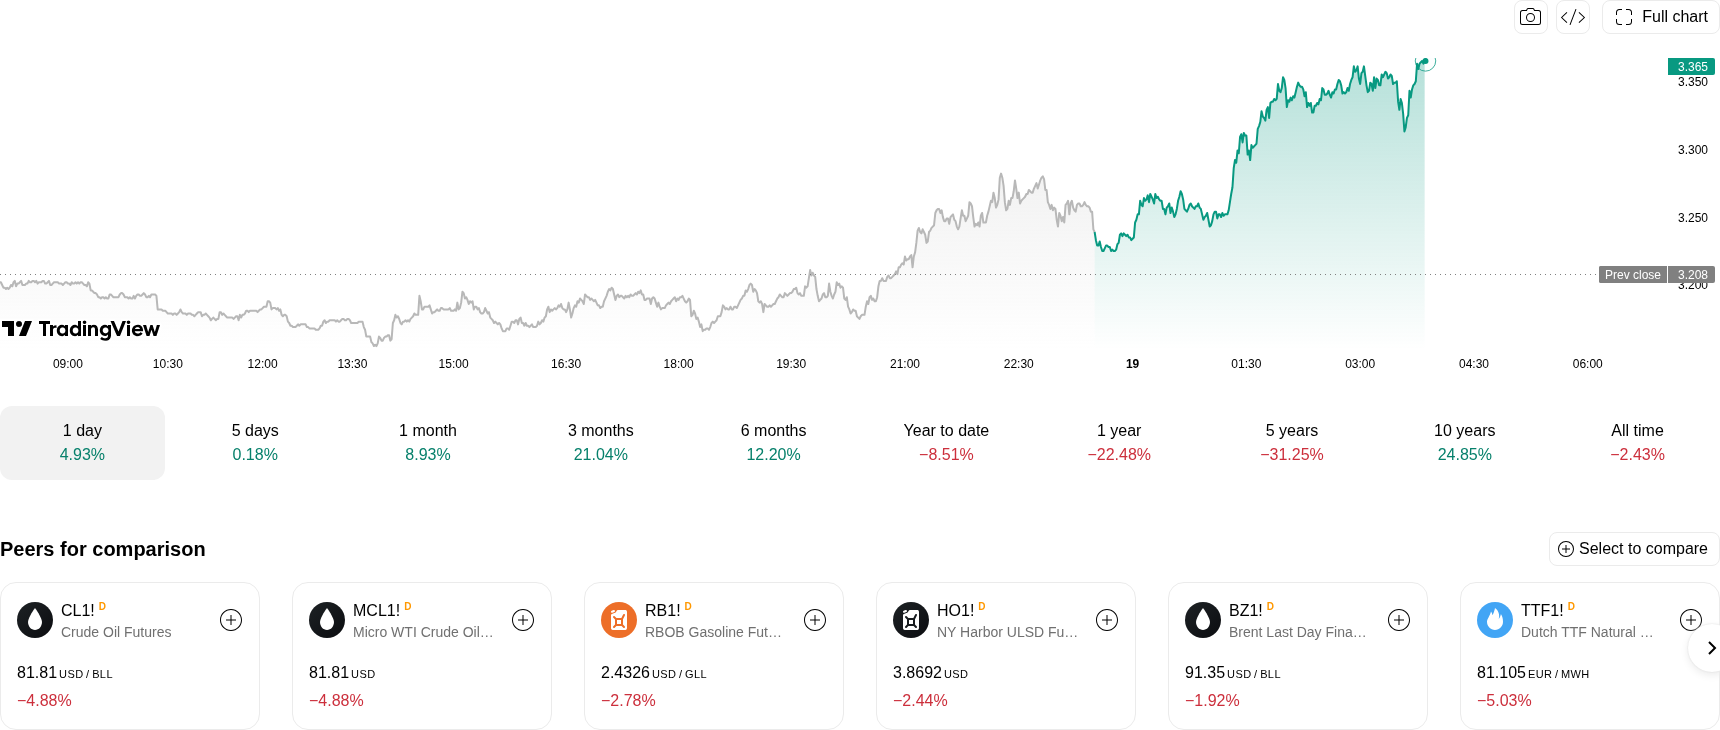 Full chart
3.365
3.350
3.300
3.250
Prev close 3.208
3.200
TradingView
09:00 10:30 12:00 13:30 15:00 16:30 18:00 19:30 21:00 22:30 19 01:30 03:00 04:30 06:00
1 day 5 days 1 month 3 months 6 months Year to date 1 year 5 years 10 years All time
4.93% 0.18% 8.93% 21.04% 12.20% −8.51% −22.48% −31.25% 24.85% −2.43%
Peers for comparison
Select to compare
CL1! D
Crude Oil Futures
81.81 USD / BLL
−4.88%
MCL1! D
Micro WTI Crude Oil…
81.81 USD
−4.88%
RB1! D
RBOB Gasoline Fut…
2.4326 USD / GLL
−2.78%
HO1! D
NY Harbor ULSD Fu…
3.8692 USD
−2.44%
BZ1! D
Brent Last Day Fina…
91.35 USD / BLL
−1.92%
TTF1! D
Dutch TTF Natural …
81.105 EUR / MWH
−5.03%